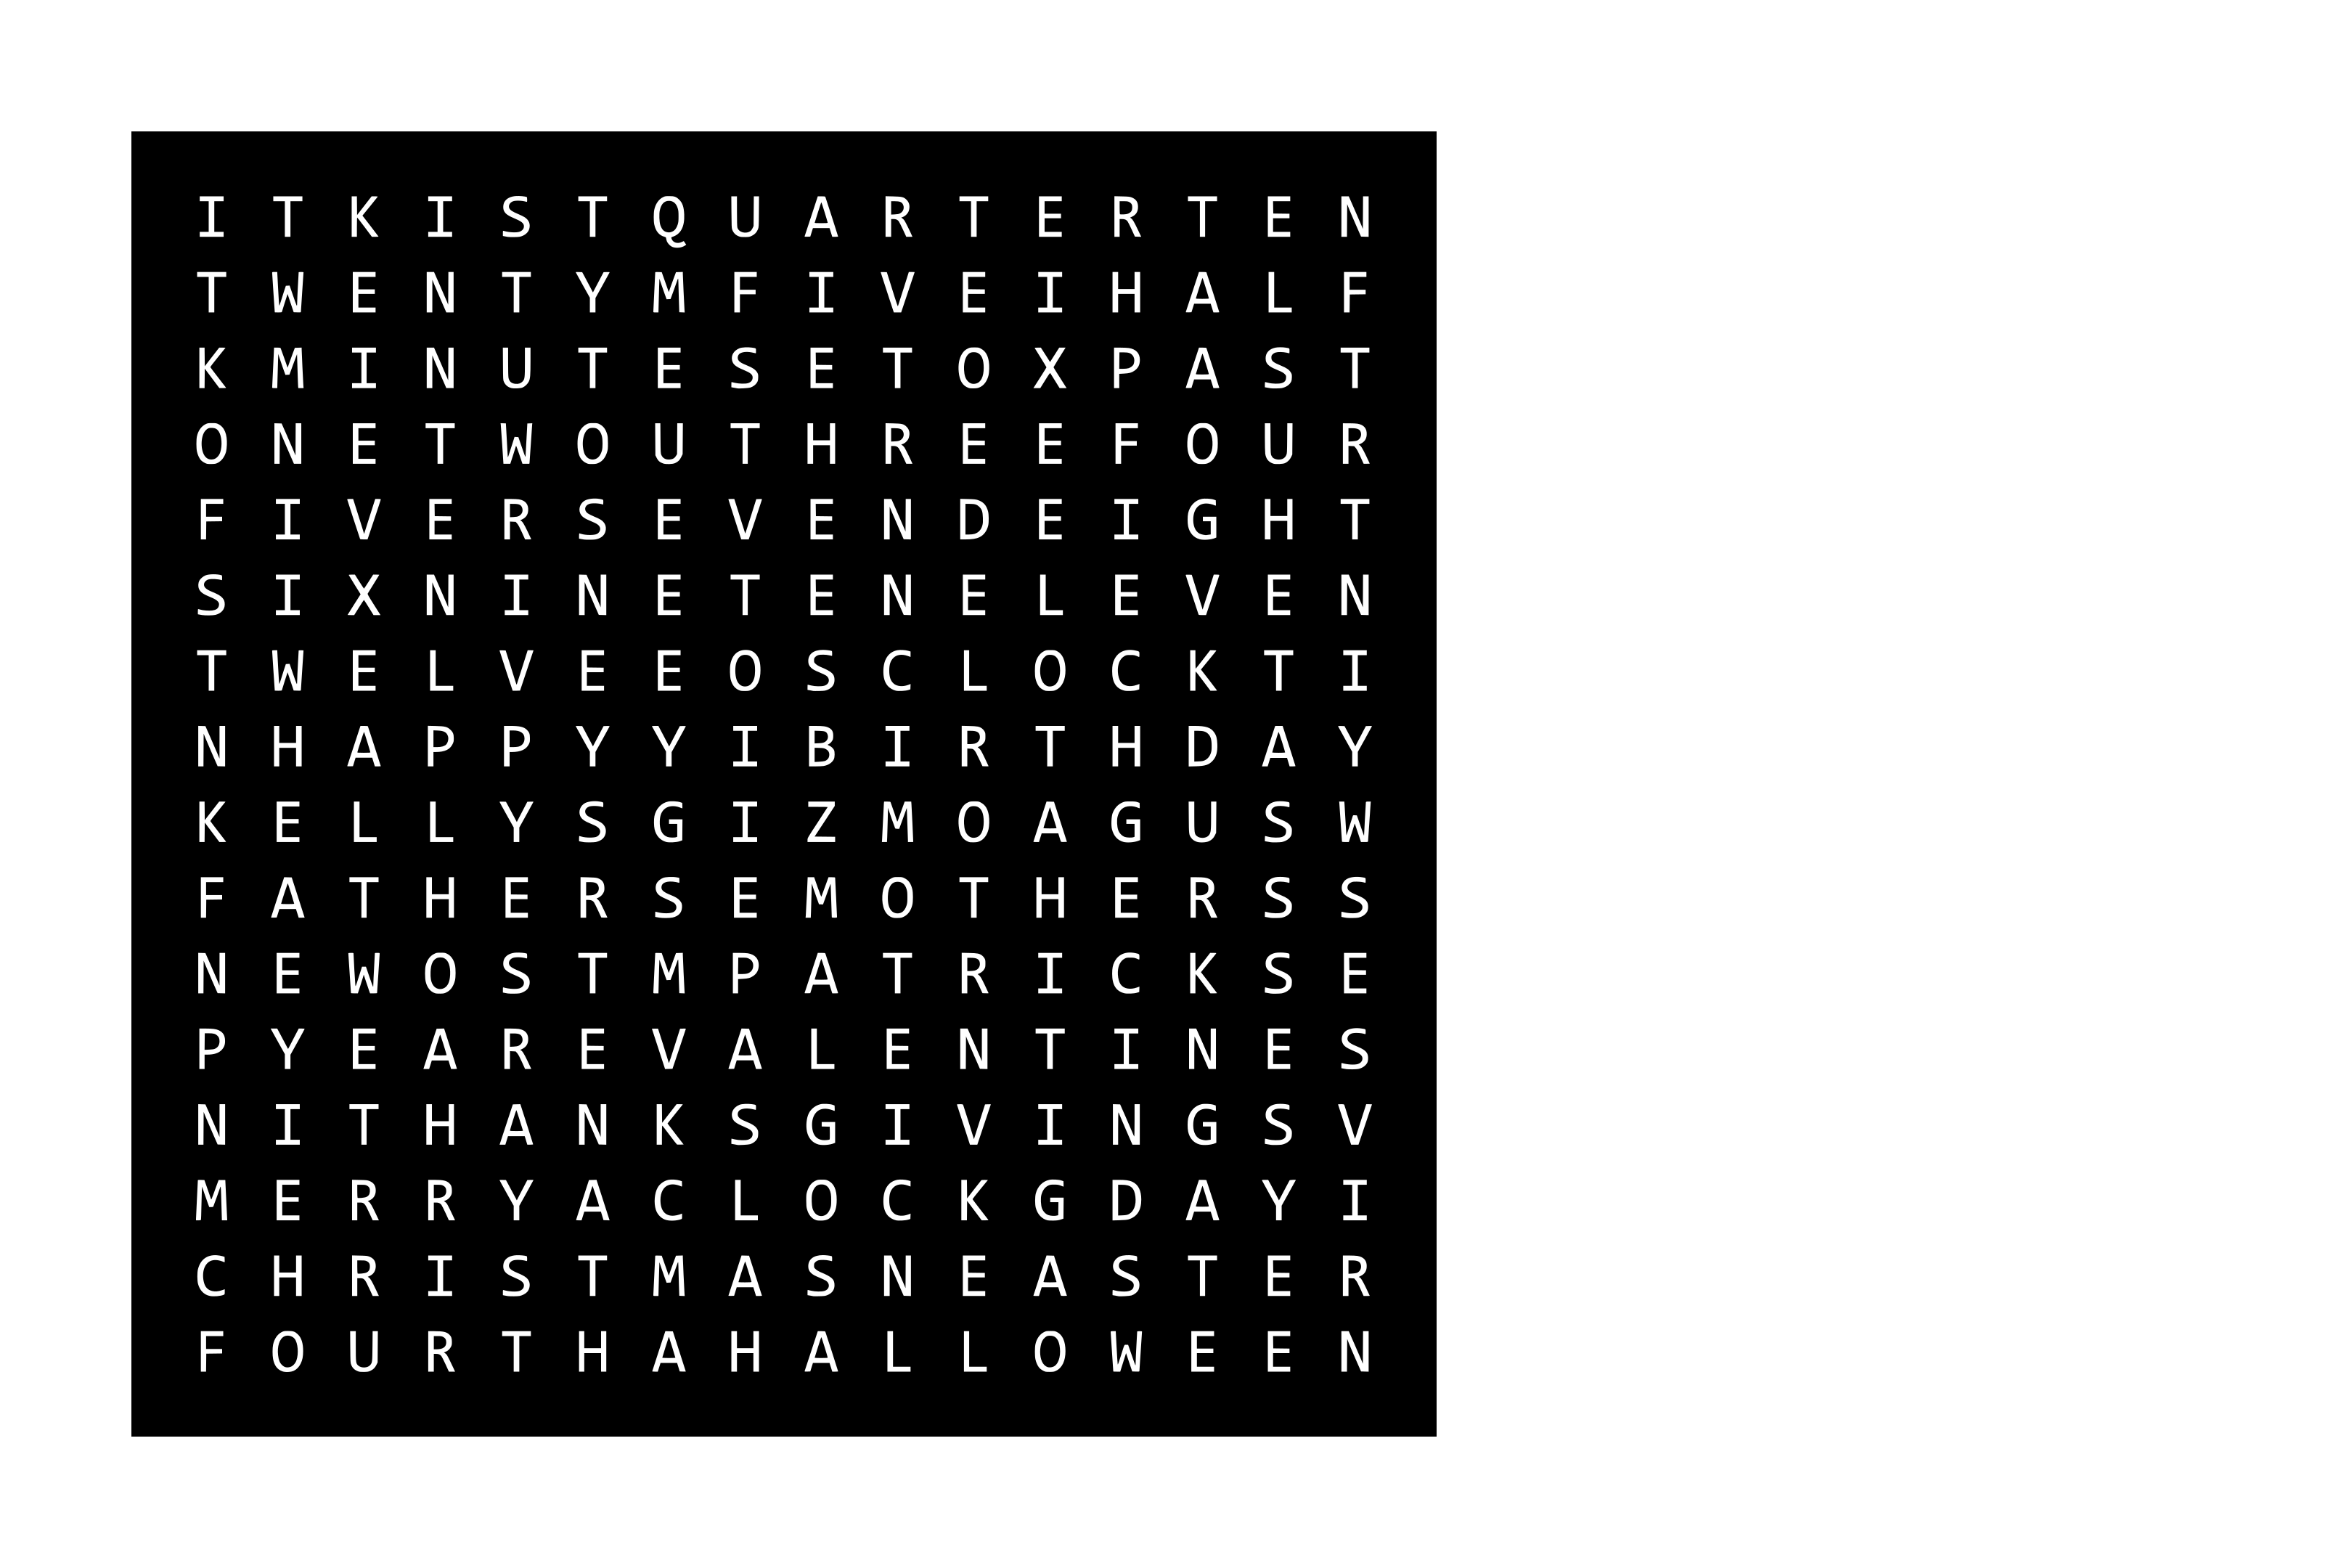 I T K I S T Q U A R T E R T E N
T W E N T Y M F I V E I H A L F
K M I N U T E S E T O X P A S T
O N E T W O U T H R E E F O U R
F I V E R S E V E N D E I G H T
S I X N I N E T E N E L E V E N
T W E L V E E O S C L O C K T I
N H A P P Y Y I B I R T H D A Y
K E L L Y S G I Z M O A G U S W
F A T H E R S E M O T H E R S S
N E W O S T M P A T R I C K S E
P Y E A R E V A L E N T I N E S
N I T H A N K S G I V I N G S V
M E R R Y A C L O C K G D A Y I
C H R I S T M A S N E A S T E R
F O U R T H A H A L L O W E E N